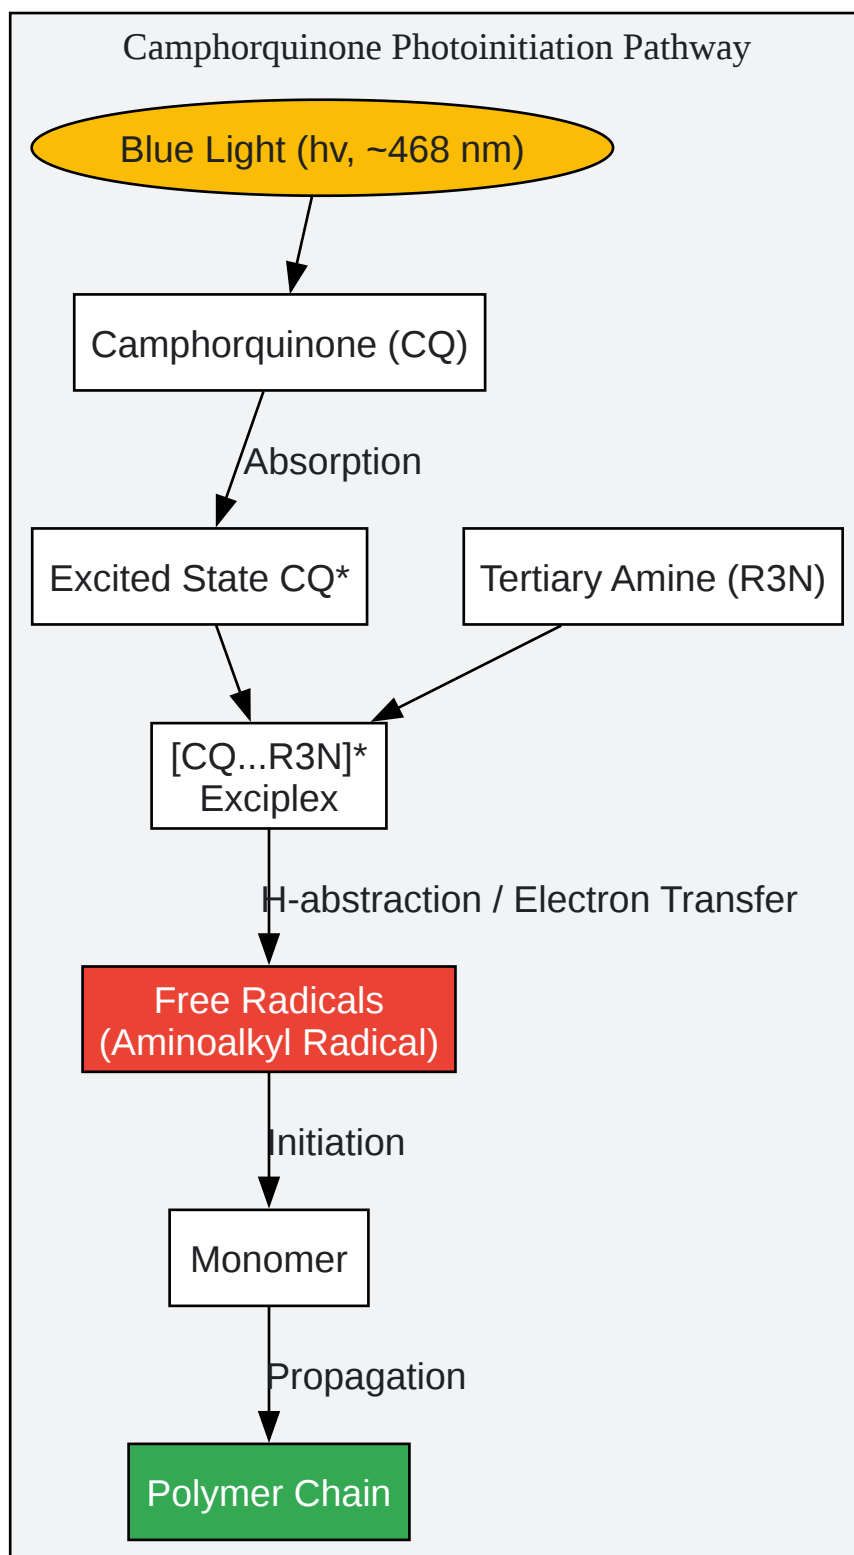 Camphorquinone Photoinitiation Pathway
Blue Light (hv, ~468 nm)
Camphorquinone (CQ)
Absorption
Excited State CQ*
Tertiary Amine (R3N)
[CQ...R3N]*
Exciplex
H-abstraction / Electron Transfer
Free Radicals
(Aminoalkyl Radical)
Initiation
Monomer
Propagation
Polymer Chain